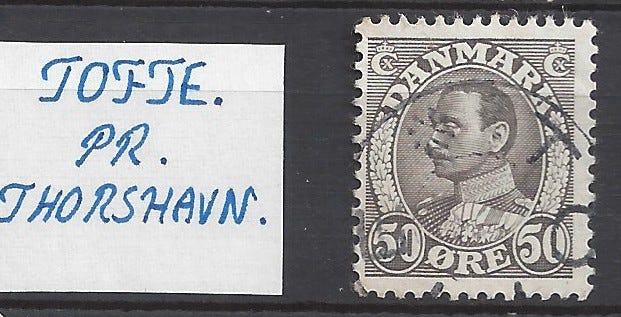 TOFTE.
PR.
THORSHAVN.
DANMARK
50 ØRE 50